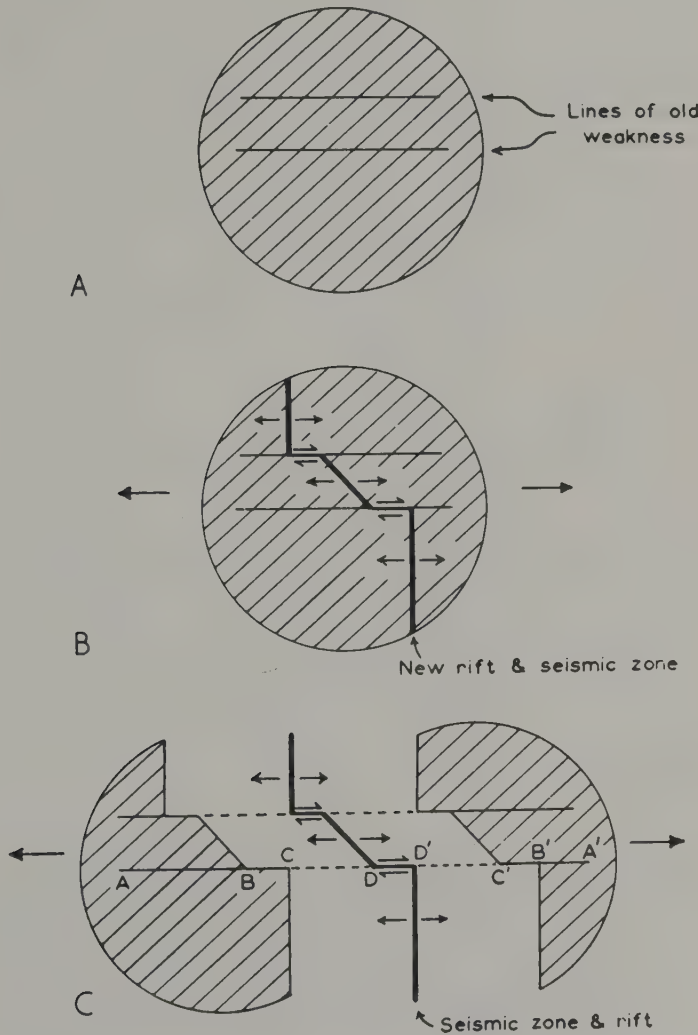 Lines of old
weakness
A
B
New rift & seismic zone
C D'
B' A'
A B D C'
C
Seismic zone & rift